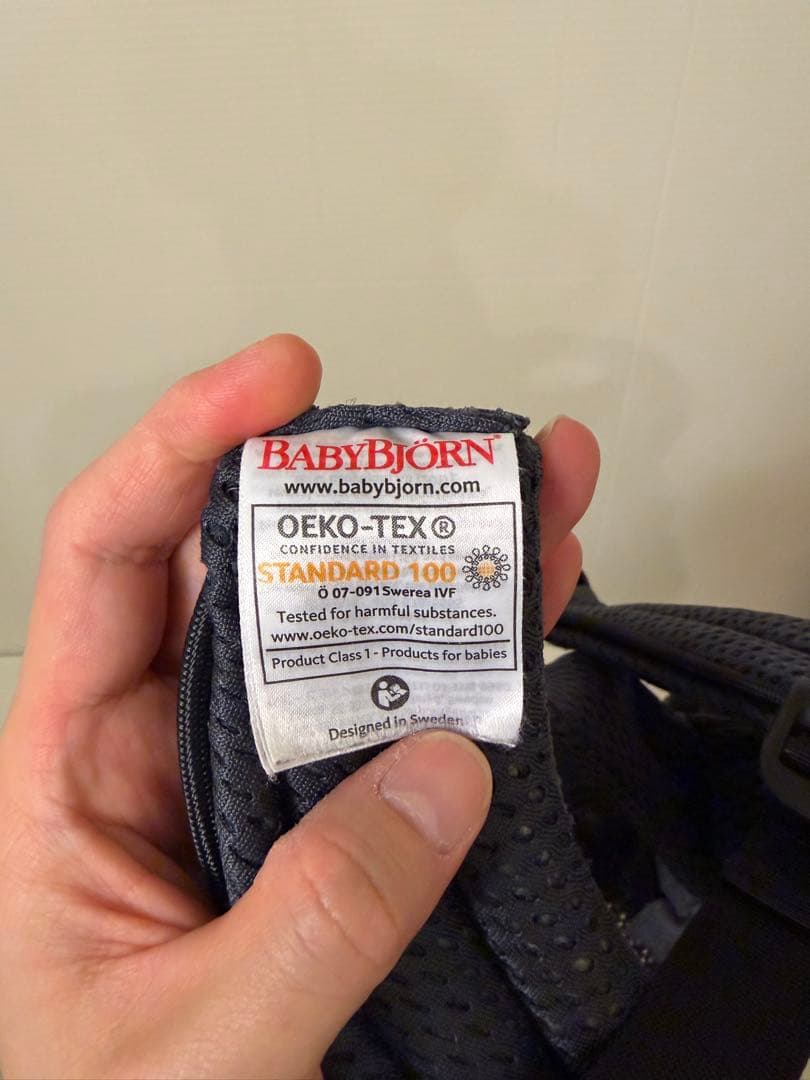 BABYBJÖRN®
www.babybjorn.com
OEKO-TEX®
CONFIDENCE IN TEXTILES
STANDARD 100
Ö 07-091 Swerea IVF
Tested for harmful substances.
www.oeko-tex.com/standard100
Product Class 1 - Products for babies
Designed in Sweden